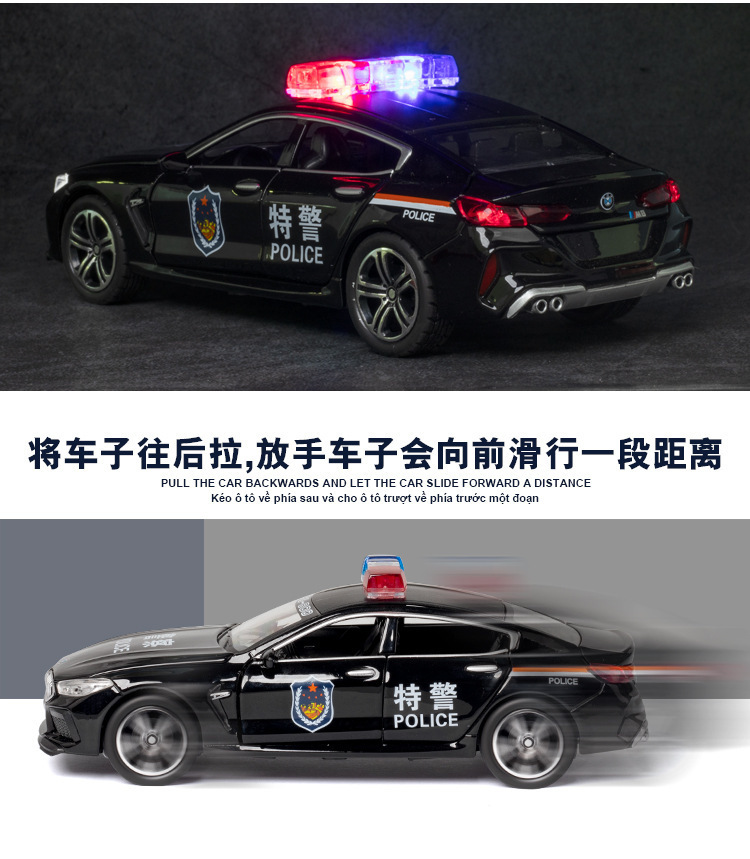 特警
POLICE
POLICE
M8
将车子往后拉,放手车子会向前滑行一段距离
PULL THE CAR BACKWARDS AND LET THE CAR SLIDE FORWARD A DISTANCE
Kéo ô tô về phía sau và cho ô tô trượt về phía trước một đoạn
特警
POLICE
POLICE